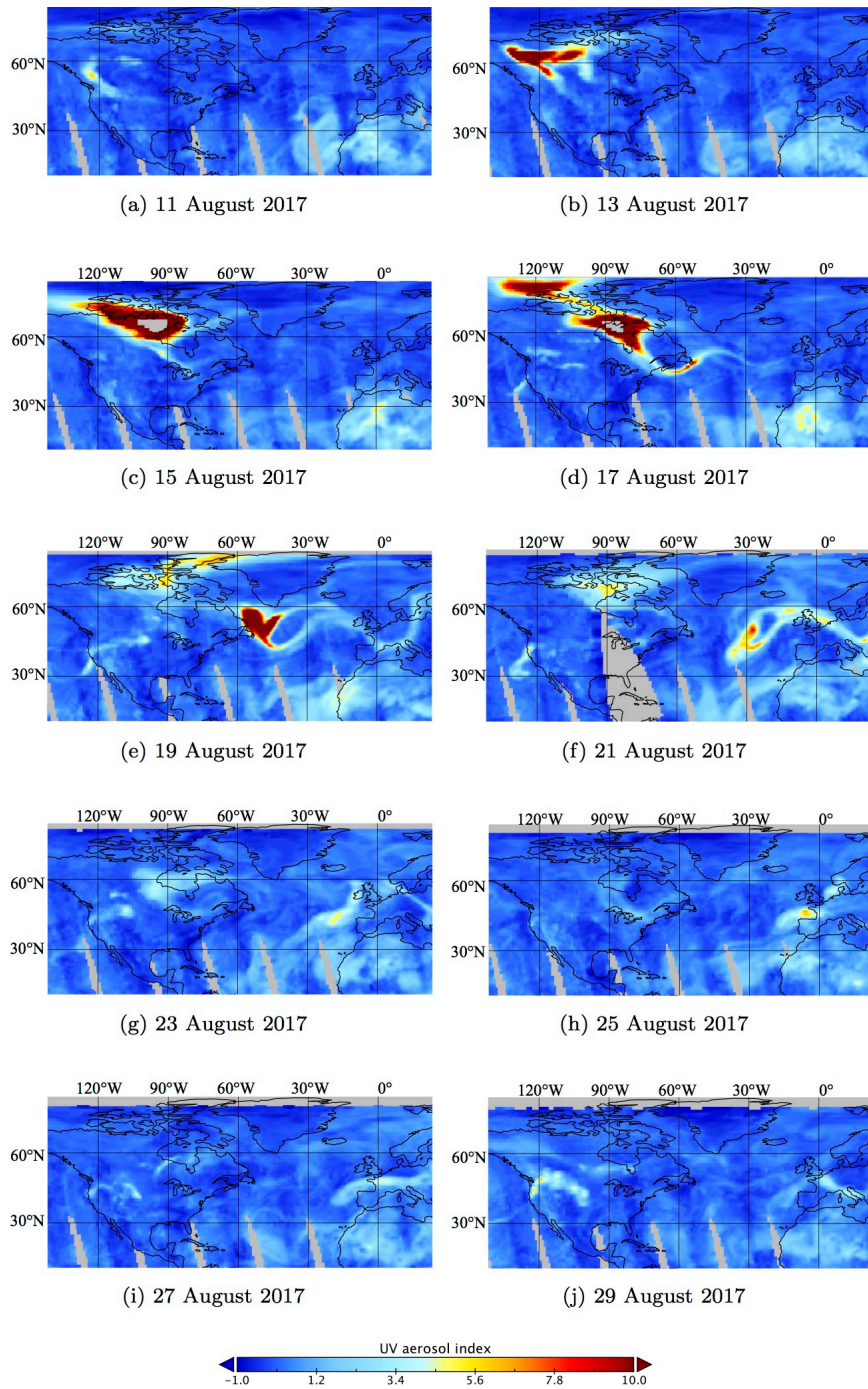 60°N 60°N
30°N 30°N
(a) 11 August 2017 (b) 13 August 2017
120°W 90°W 60°W 30°W 0° 120°W 90°W 60°W 30°W 0°
60°N 60°N
30°N 30°N
(c) 15 August 2017 (d) 17 August 2017
120°W 90°W 60°W 30°W 0° 120°W 90°W 60°W 30°W 0°
60°N 60°N
30°N 30°N
(e) 19 August 2017 (f) 21 August 2017
120°W 90°W 60°W 30°W 0° 120°W 90°W 60°W 30°W 0°
60°N 60°N
30°N 30°N
(g) 23 August 2017 (h) 25 August 2017
120°W 90°W 60°W 30°W 0° 120°W 90°W 60°W 30°W 0°
60°N 60°N
30°N 30°N
(i) 27 August 2017 (j) 29 August 2017
UV aerosol index
-1.0 1.2 3.4 5.6 7.8 10.0